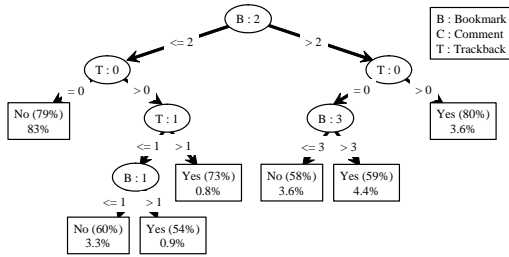 B : 2
B : Bookmark
C : Comment
T : Trackback
<= 2
> 2
T : 0
T : 0
= 0
> 0
= 0
> 0
No (79%)
83%
T : 1
B : 3
Yes (80%)
3.6%
<= 1
> 1
<= 3
> 3
B : 1
Yes (73%)
0.8%
No (58%)
3.6%
Yes (59%)
4.4%
<= 1
> 1
No (60%)
3.3%
Yes (54%)
0.9%